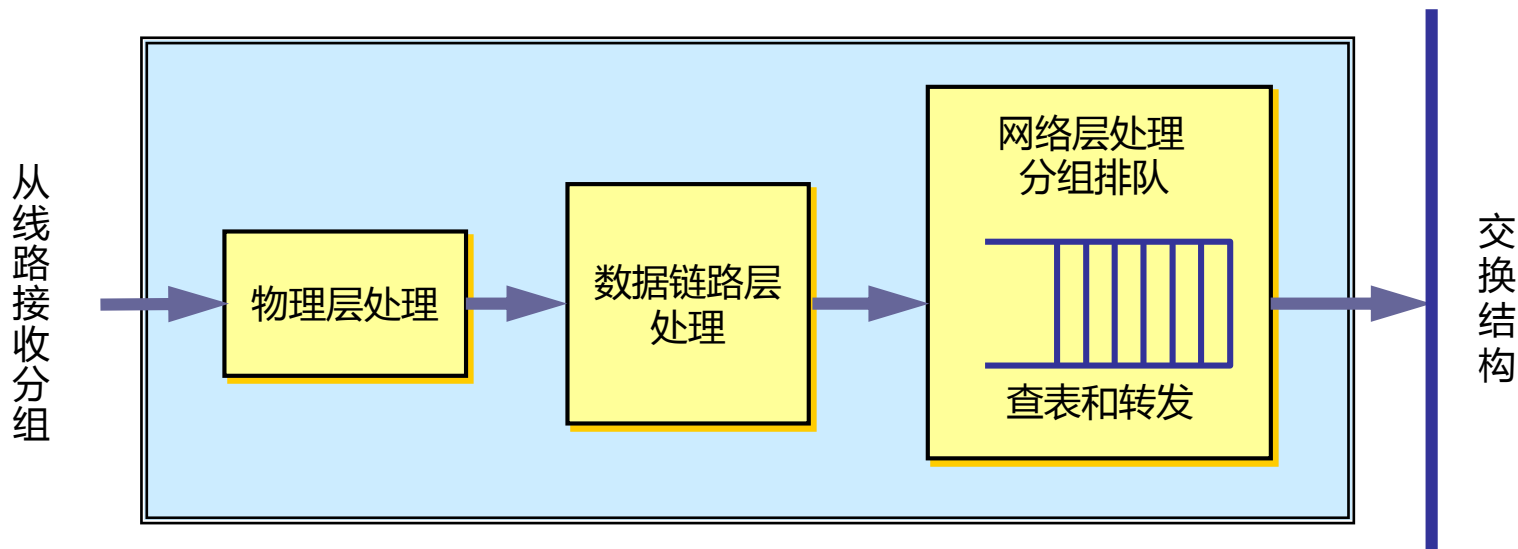 从线路接收分组
物理层处理
数据链路层
处理
网络层处理
分组排队
查表和转发
交换结构